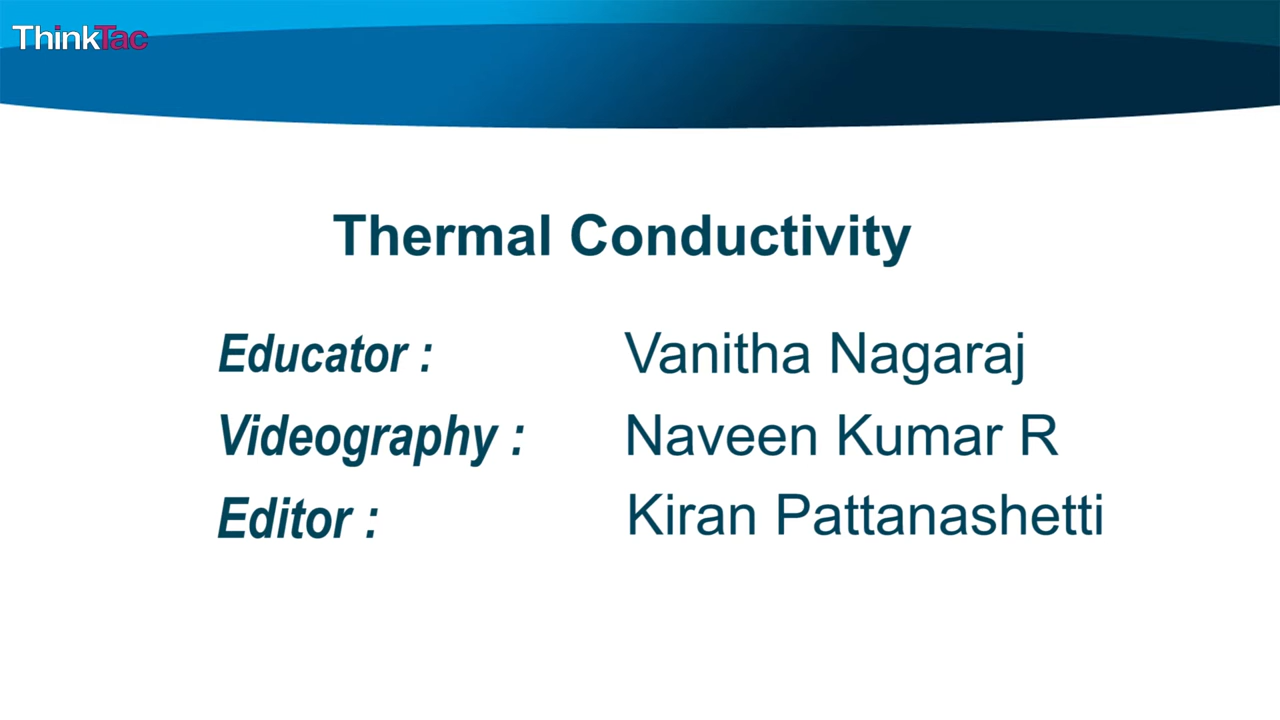 ThinkTac
Thermal Conductivity
Educator : Vanitha Nagaraj
Videography : Naveen Kumar R
Editor : Kiran Pattanashetti